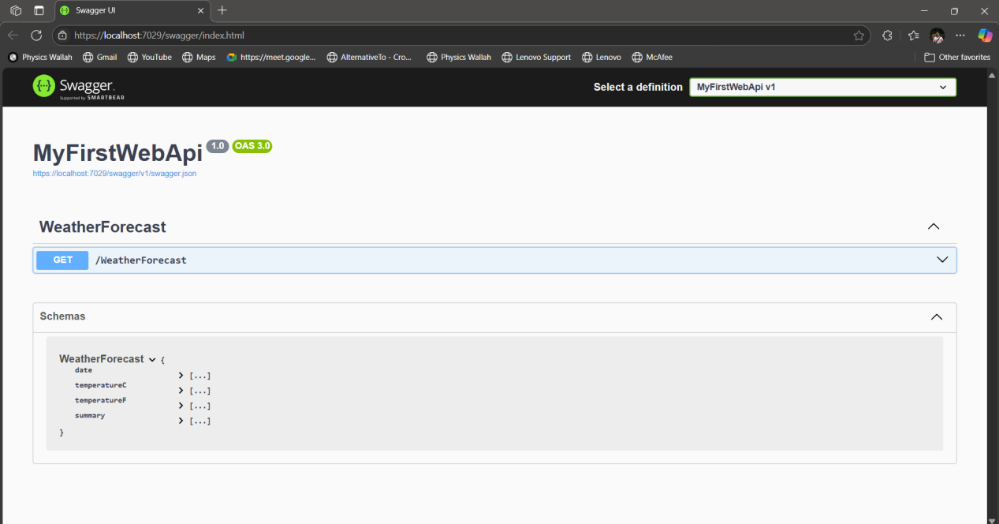 Swagger UI
https://localhost:7029/swagger/index.html
Physics Wallah Gmail YouTube Maps https://meet.google... AlternativeTo - Cro... Physics Wallah Lenovo Support Lenovo McAfee Other favorites
Swagger
Supported by SMARTBEAR
Select a definition MyFirstWebApi v1
MyFirstWebApi 1.0 OAS 3.0
https://localhost:7029/swagger/v1/swagger.json
WeatherForecast
GET /WeatherForecast
Schemas
WeatherForecast {
date [...]
temperatureC [...]
temperatureF [...]
summary [...]
}